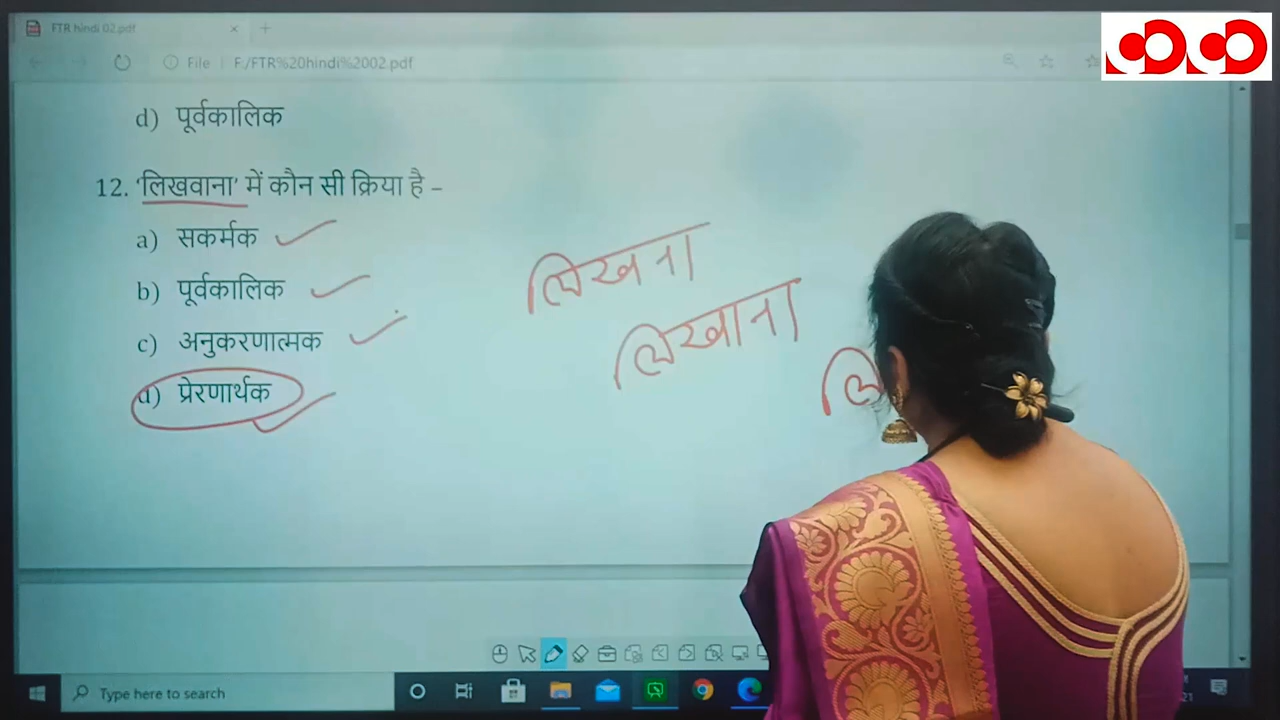 FTR hindi 02.pdf
File F:/FTR%20hindi%2002.pdf
d) पूर्वकालिक
12. 'लिखवाना' में कौन सी क्रिया है –
a) सकर्मक
b) पूर्वकालिक
c) अनुकरणात्मक
d) प्रेरणार्थक
लिखना
लिखाना
लि
Type here to search
21